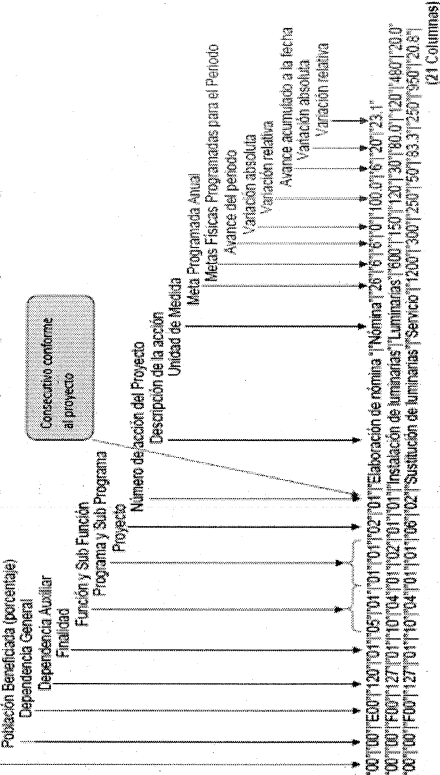 Población Beneficiada (porcentaje)
Dependencia General
Dependencia Auxiliar
Finalidad
Función y Sub Función
Programa y Sub Programa
Proyecto
Consecutivo conforme
al proyecto
Número de acción del Proyecto
Descripción de la acción
Unidad de Medida
Meta Programada Anual
Metas Físicas Programadas para el Periodo
Avance del periodo
Variación absoluta
Variación relativa
Avance acumulado a la fecha
Variación absoluta
Variación relativa
"00"|"00"|"E00"|"120"|"01"|"05"|"01"|"01"|"01"|"02"|"01"|"Elaboración de nómina "|"Nómina"|"26"|"6"|"6"|"0"|"100.0"|"6"|"20"|"23.1"
"00"|"00"|"F00"|"127"|"01"|"10"|"04"|"01"|"02"|"01"|"01"|"Instalación de luminarias"|"Luminarias"|"600"|"150"|"120"|"30"|"80.0"|"120"|"480"|"20.0"
"00"|"00"|"F00"|"127"|"01"|"10"|"04"|"01"|"01"|"06"|"02"|"Sustitución de luminarias"|"Servicio"|"1200"|"300"|"250"|"50"|"83.3"|"250"|"950"|"20.8"|
(21 Columnas)